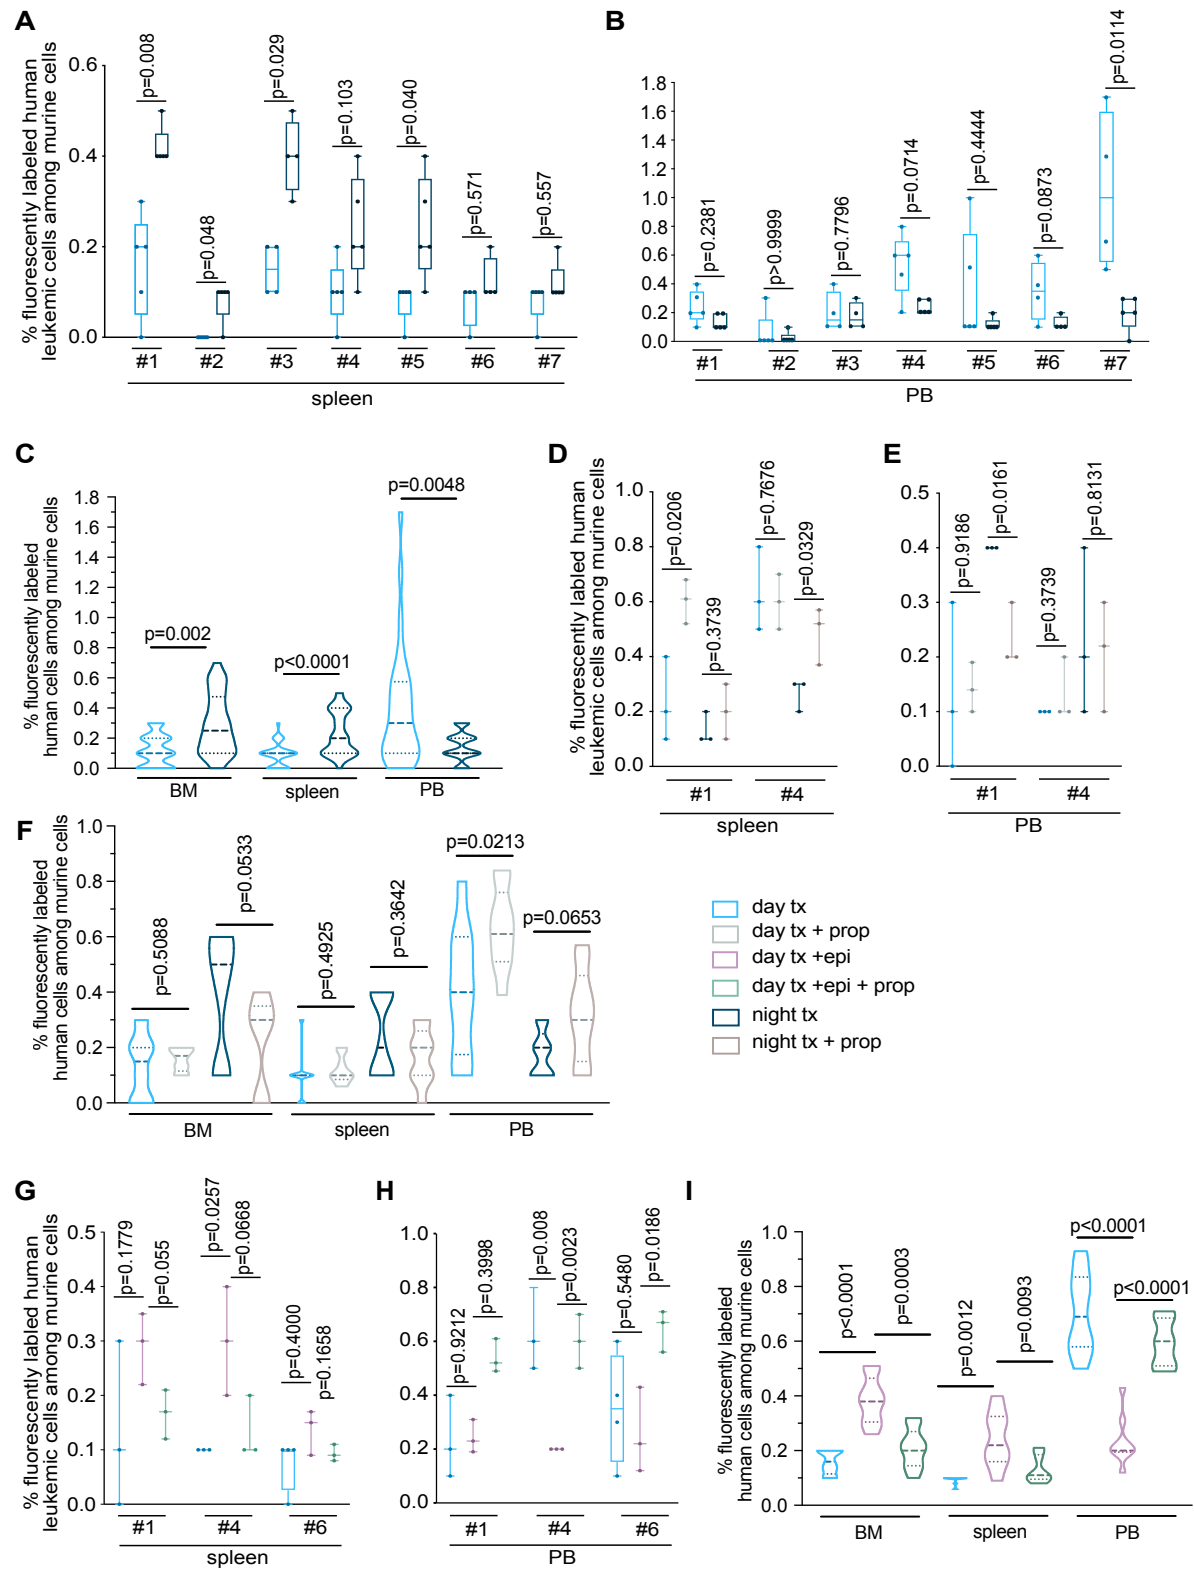 A
% fluorescently labeled human
leukemic cells among murine cells
0.6
0.4
0.2
0.0
p=0.008
p=0.048
p=0.029
p=0.103
p=0.040
p=0.571
p=0.557
#1 #2 #3 #4 #5 #6 #7
spleen
B
1.8
1.6
1.4
1.2
1.0
0.8
0.6
0.4
0.2
0.0
p=0.2381
p>0.9999
p=0.7796
p=0.0714
p=0.4444
p=0.0873
p=0.0114
#1 #2 #3 #4 #5 #6 #7
PB
C
% fluorescently labeled
human cells among murine cells
1.8
1.6
1.4
1.2
1.0
0.8
0.6
0.4
0.2
0.0
p=0.002
p<0.0001
p=0.0048
BM spleen PB
D
% fluorescently labled human
leukemic cells among murine cells
1.0
0.8
0.6
0.4
0.2
0.0
p=0.0206
p=0.3739
p=0.7676
p=0.0329
#1 #4
spleen
E
0.5
0.4
0.3
0.2
0.1
0.0
p=0.9186
p=0.0161
p=0.3739
p=0.8131
#1 #4
PB
F
% fluorescently labeled
human cells among murine cells
1.0
0.8
0.6
0.4
0.2
0.0
p=0.5088
p=0.0533
p=0.4925
p=0.3642
p=0.0213
p=0.0653
BM spleen PB
day tx
day tx + prop
day tx +epi
day tx +epi + prop
night tx
night tx + prop
G
% fluorescently labeled human
leukemic cells among murine cells
0.5
0.4
0.3
0.2
0.1
0.0
p=0.1779
p=0.055
p=0.0257
p=0.0668
p=0.4000
p=0.1658
#1 #4 #6
spleen
H
1.0
0.8
0.6
0.4
0.2
0.0
p=0.9212
p=0.3998
p=0.008
p=0.0023
p=0.5480
p=0.0186
#1 #4 #6
PB
I
% fluorescently labeled
human cells among murine cells
1.0
0.8
0.6
0.4
0.2
0.0
p<0.0001
p=0.0003
p=0.0012
p=0.0093
p<0.0001
p<0.0001
BM spleen PB